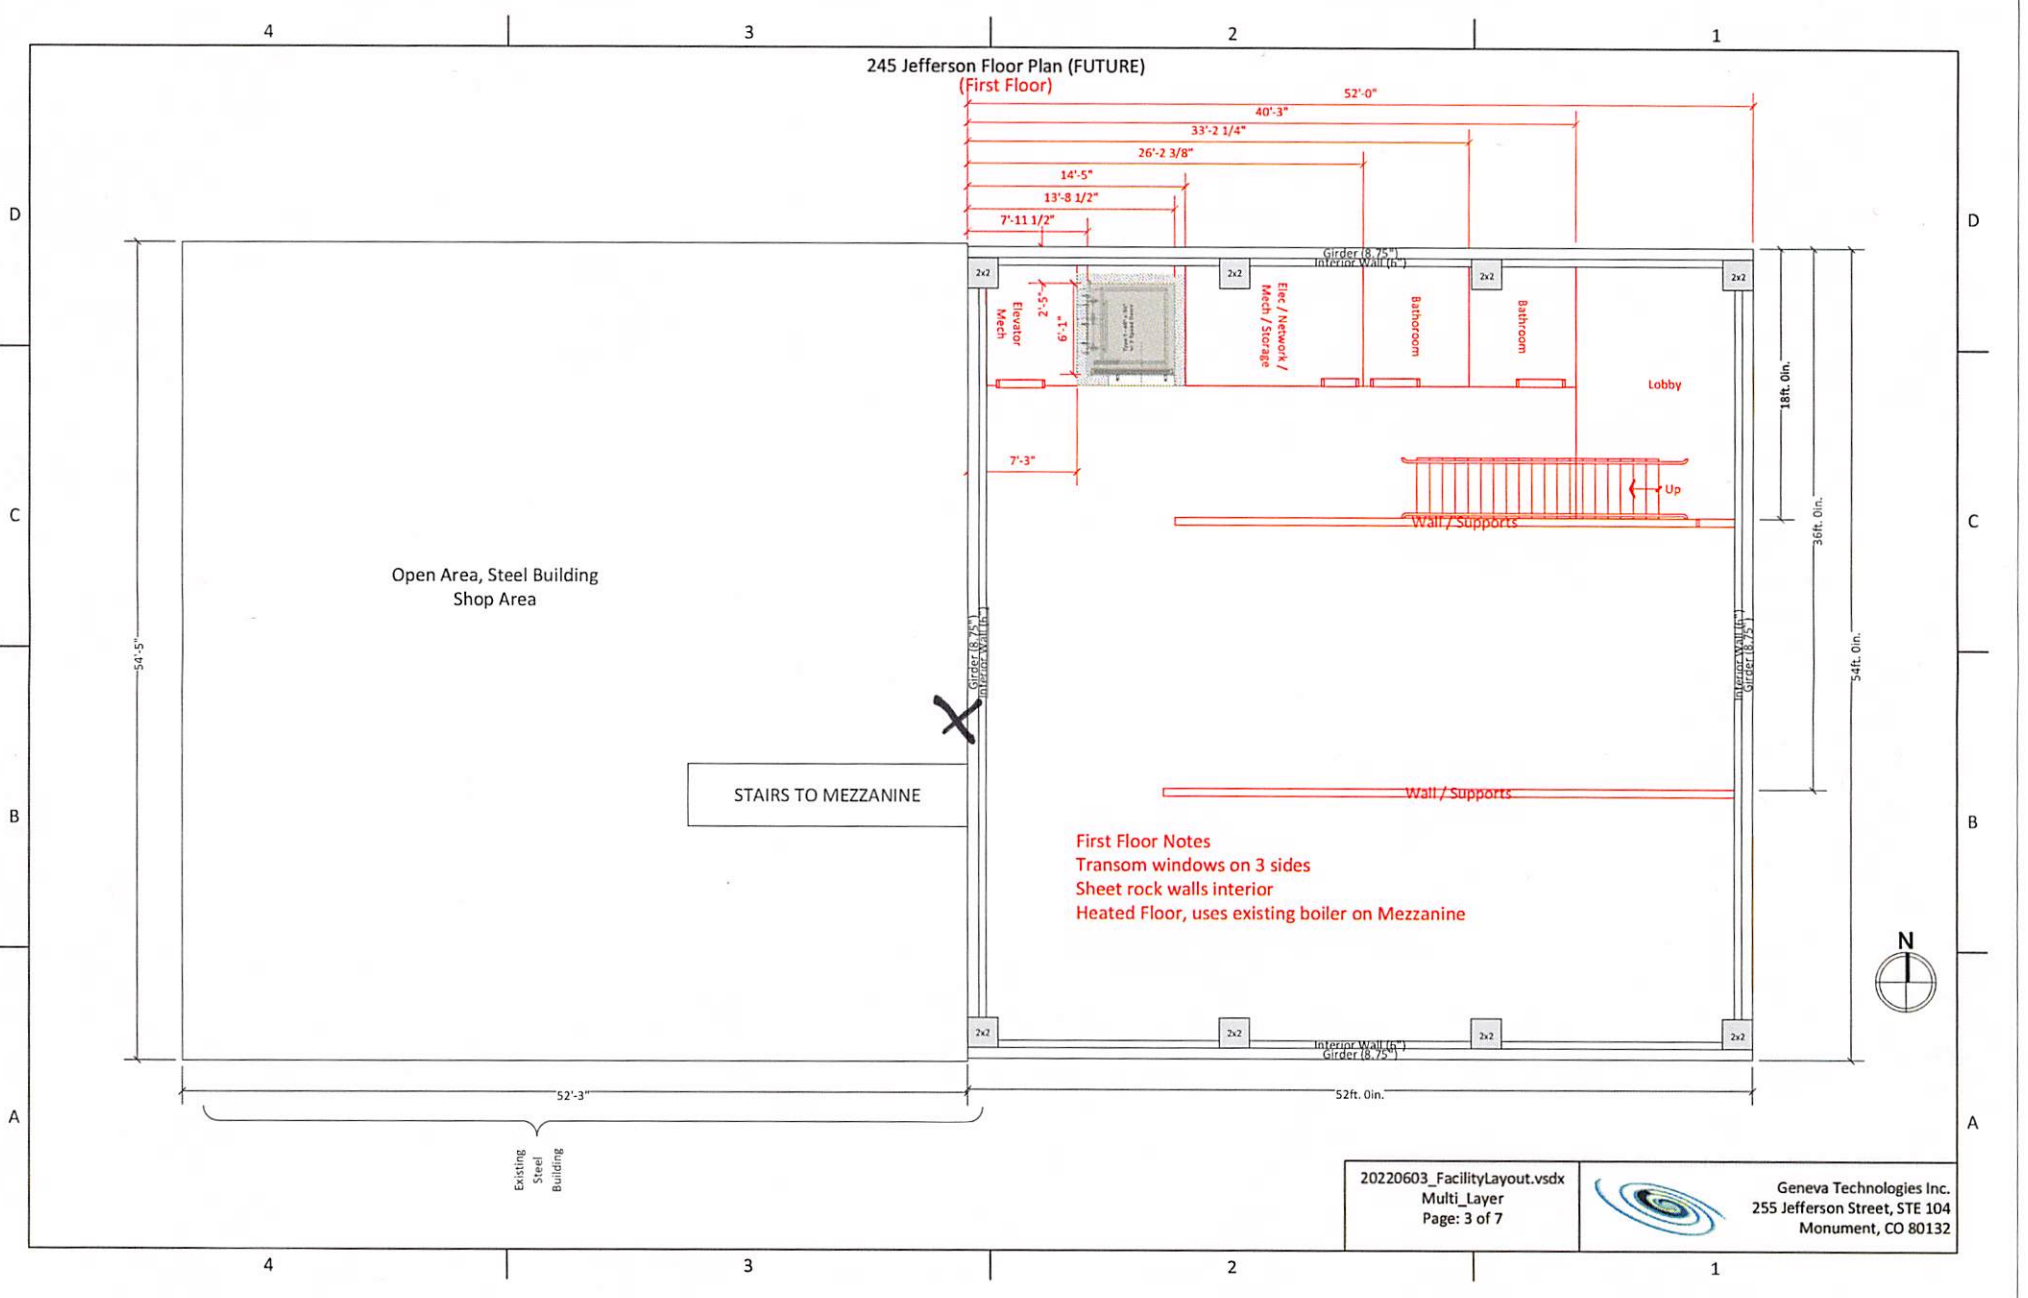 4 3 2 1
245 Jefferson Floor Plan (FUTURE)
(First Floor)
52'-0"
40'-3"
33'-2 1/4"
26'-2 3/8"
14'-5"
13'-8 1/2"
7'-11 1/2"
D
D
Girder (8.75")
Interior Wall (6")
2x2
2x2
2x2
2x2
Elevator
Mech
2'-5"
6'-1"
Elec / Network /
Mech / Storage
Bathoroom
Bathroom
Lobby
18ft. 0in.
7'-3"
Up
Wall / Supports
C
C
36ft. 0in.
Open Area, Steel Building
Shop Area
54'-5"
Girder (8.75")
Interior Wall (6")
Interior Wall (6")
Girder (8.75")
54ft. 0in.
STAIRS TO MEZZANINE
Wall / Supports
B
B
First Floor Notes
Transom windows on 3 sides
Sheet rock walls interior
Heated Floor, uses existing boiler on Mezzanine
N
2x2
2x2
2x2
2x2
Interior Wall (6")
Girder (8.75")
52'-3"
52ft. 0in.
A
A
Existing
Steel
Building
20220603_FacilityLayout.vsdx
Multi_Layer
Page: 3 of 7
Geneva Technologies Inc.
255 Jefferson Street, STE 104
Monument, CO 80132
4 3 2 1